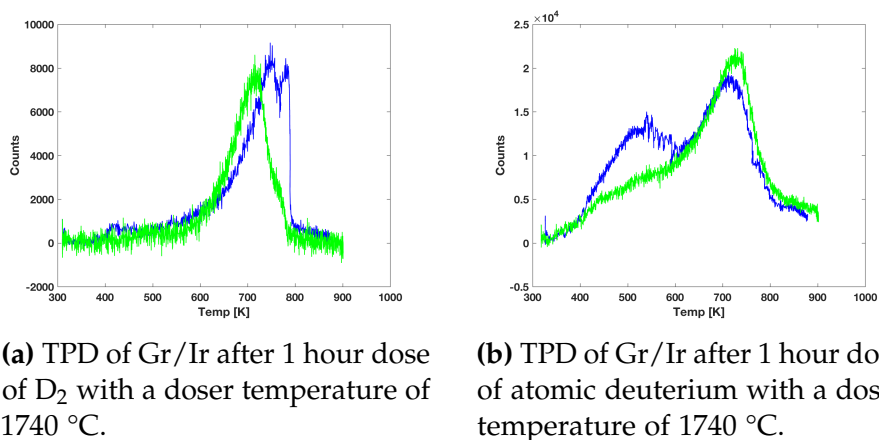 10000
8000
6000
4000
2000
0
-2000
Counts
300 400 500 600 700 800 900 1000
Temp [K]
(a) TPD of Gr/Ir after 1 hour dose
of D₂ with a doser temperature of
1740 °C.
×10⁴
2.5
2
1.5
1
0.5
0
-0.5
Counts
300 400 500 600 700 800 900 1000
Temp [K]
(b) TPD of Gr/Ir after 1 hour do
of atomic deuterium with a dos
temperature of 1740 °C.